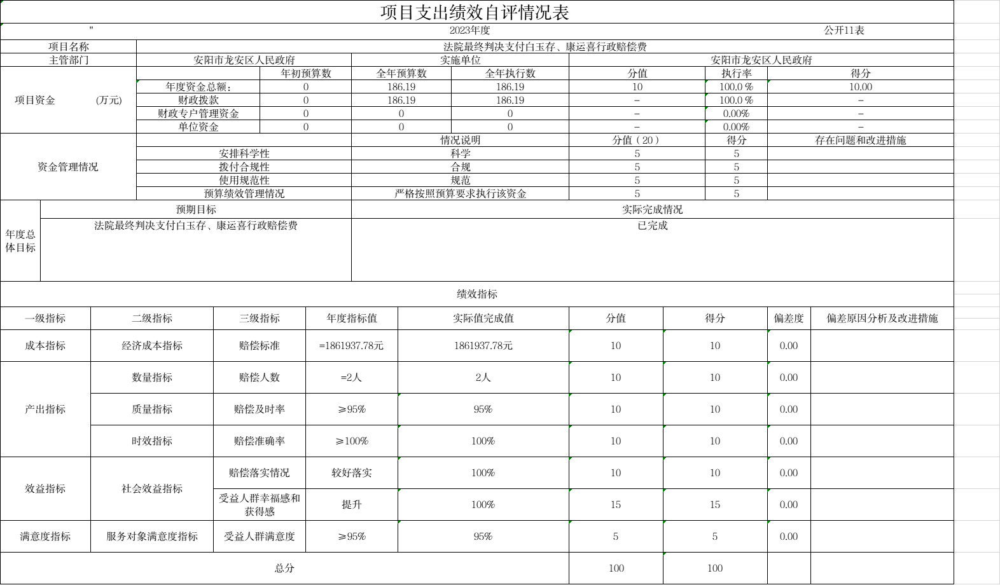 项目支出绩效自评情况表
" 2023年度 公开11表
项目名称 法院最终判决支付白玉存、康运喜行政赔偿费
主管部门 安阳市龙安区人民政府 实施单位 安阳市龙安区人民政府
年初预算数 全年预算数 全年执行数 分值 执行率 得分
年度资金总额： 0 186.19 186.19 10 100.0 % 10.00
项目资金 (万元) 财政拨款 0 186.19 186.19 – 100.0 % –
财政专户管理资金 0 0 0 – 0.00% –
单位资金 0 0 0 – 0.00% –
情况说明 分值（20） 得分 存在问题和改进措施
安排科学性 科学 5 5
资金管理情况 拨付合规性 合规 5 5
使用规范性 规范 5 5
预算绩效管理情况 严格按照预算要求执行该资金 5 5
预期目标 实际完成情况
年度总
体目标
法院最终判决支付白玉存、康运喜行政赔偿费 已完成
绩效指标
一级指标 二级指标 三级指标 年度指标值 实际值完成值 分值 得分 偏差度 偏差原因分析及改进措施
成本指标 经济成本指标 赔偿标准 =1861937.78元 1861937.78元 10 10 0.00
数量指标 赔偿人数 =2人 2人 10 10 0.00
产出指标 质量指标 赔偿及时率 ≥95% 95% 10 10 0.00
时效指标 赔偿准确率 ≥100% 100% 10 10 0.00
赔偿落实情况 较好落实 100% 10 10 0.00
效益指标 社会效益指标
受益人群幸福感和
获得感
提升 100% 15 15 0.00
满意度指标 服务对象满意度指标 受益人群满意度 ≥95% 95% 5 5 0.00
总分 100 100